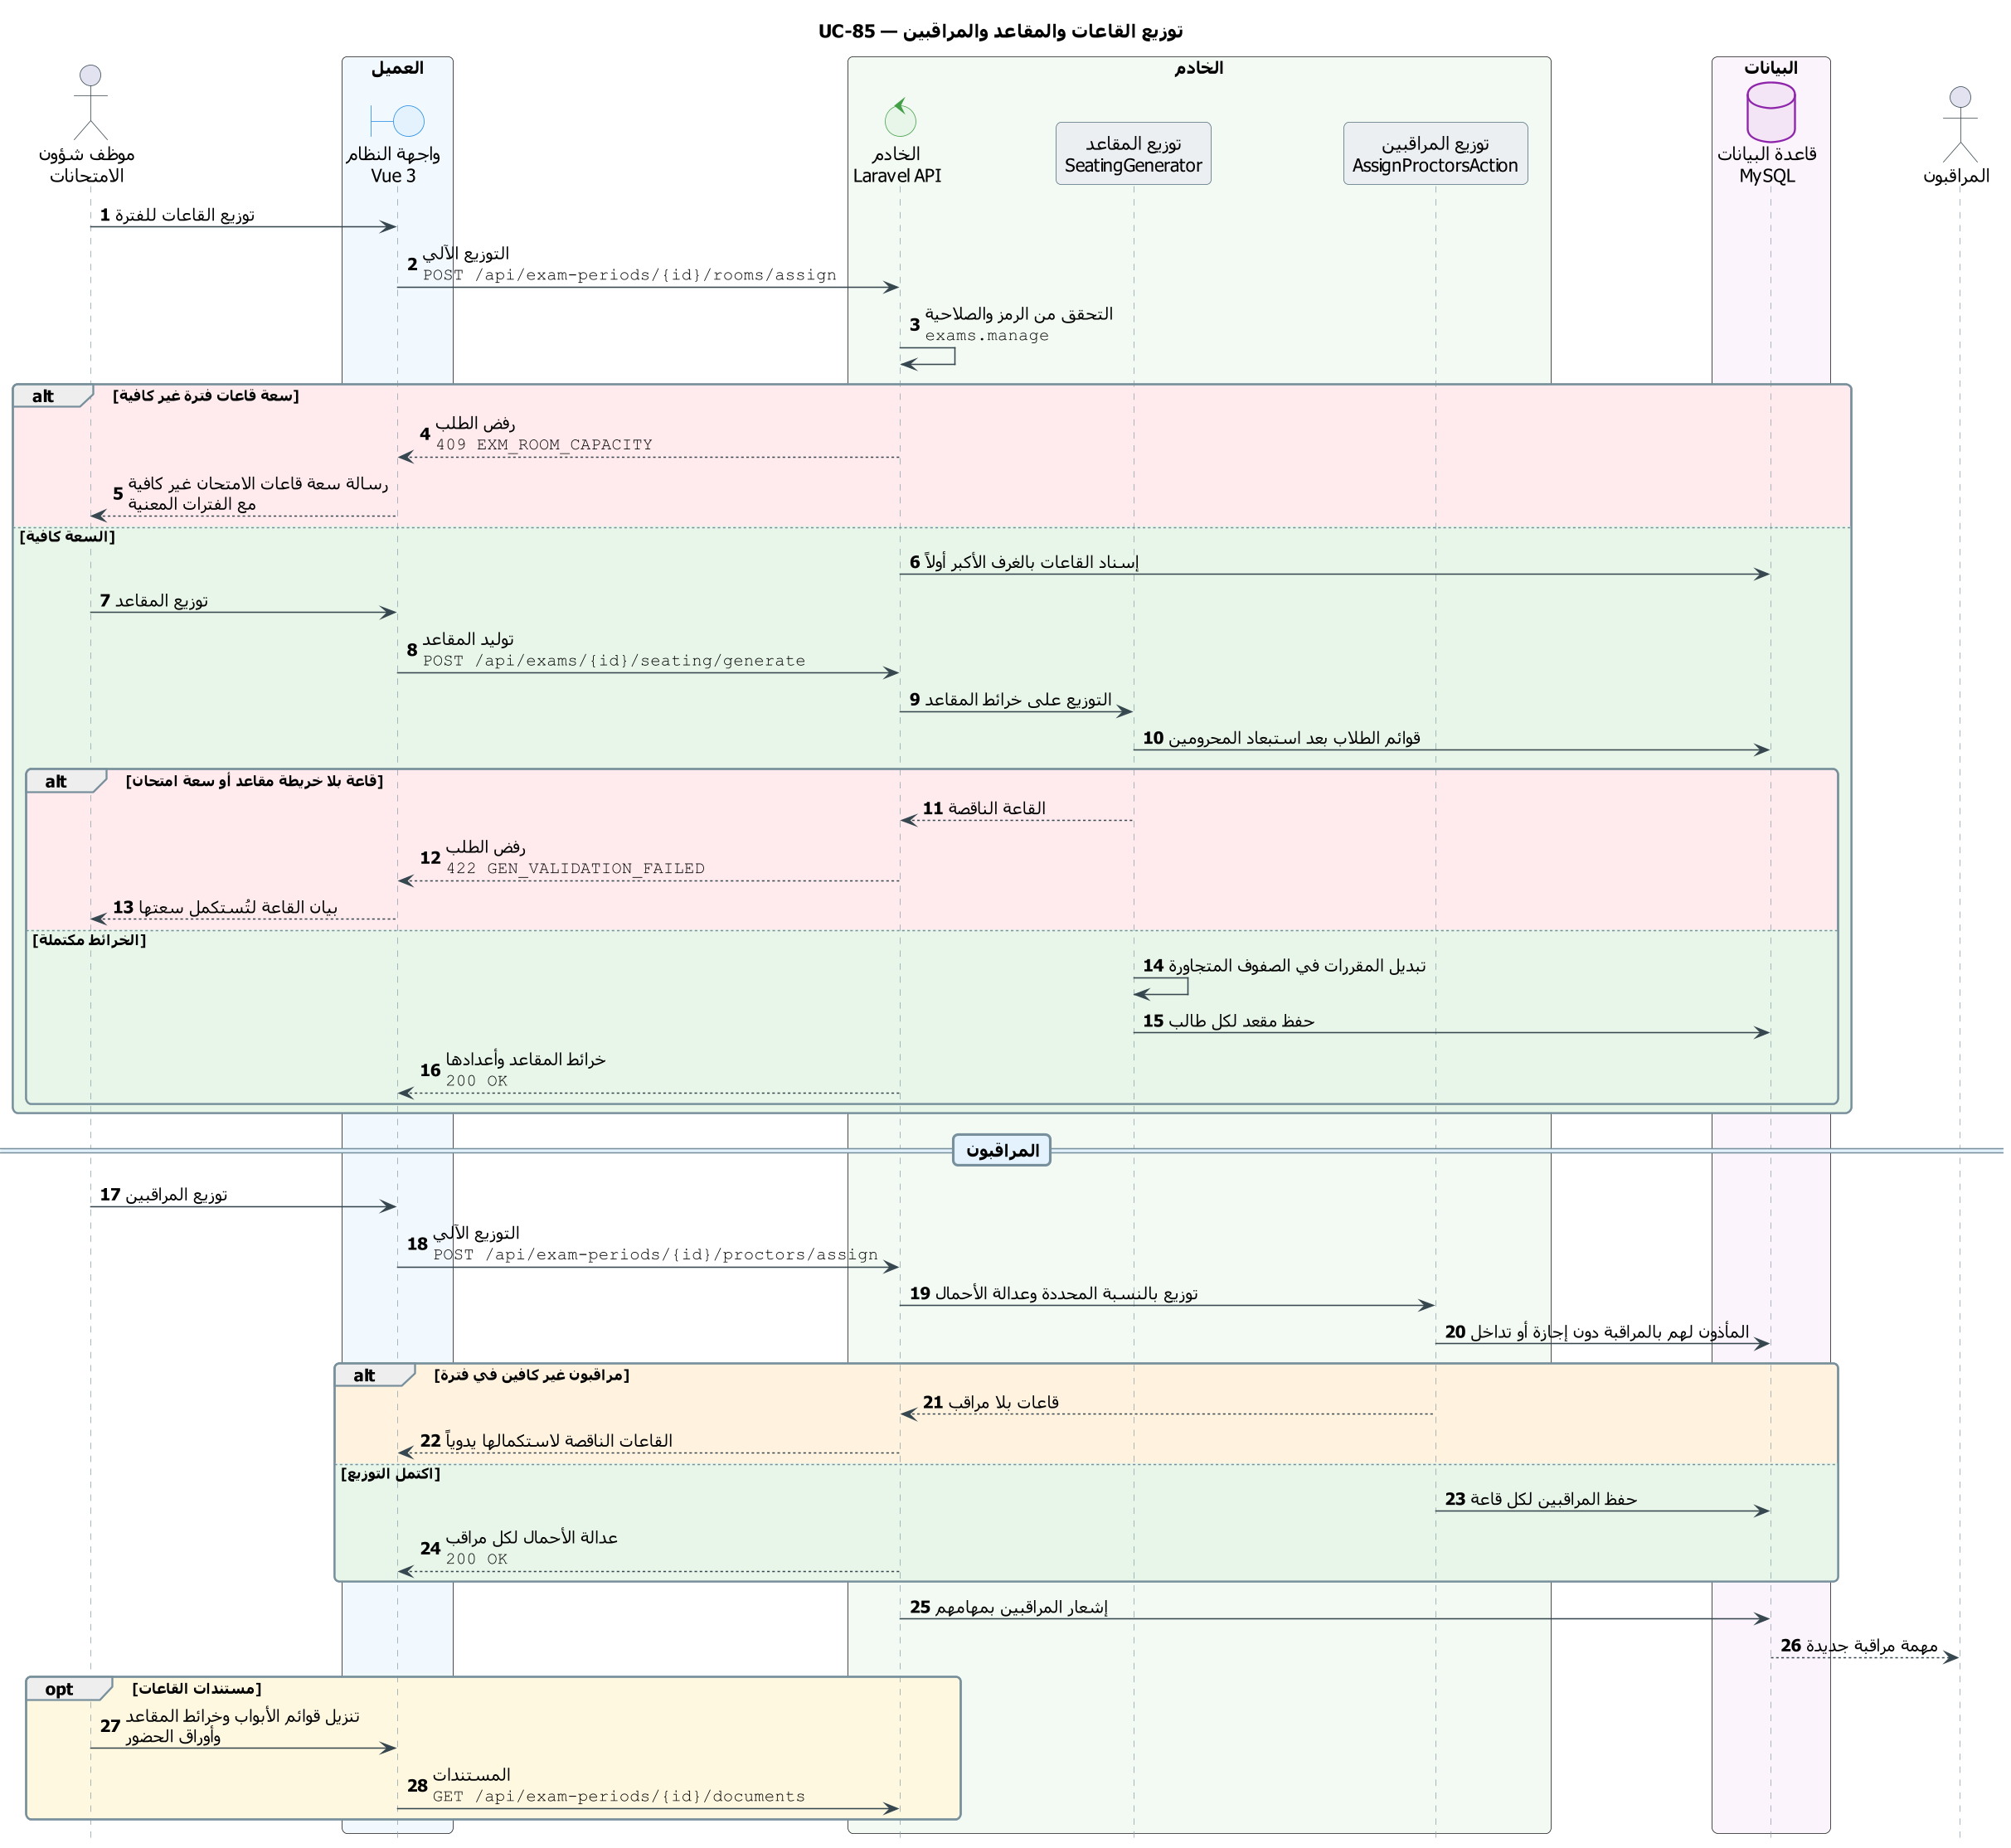 UC-85 — توزيع القاعات والمقاعد والمراقبين
العميل
الخادم
البيانات
موظف شؤون
الامتحانات
واجهة النظام
Vue 3
الخادم
Laravel API
توزيع المقاعد
SeatingGenerator
توزيع المراقبين
AssignProctorsAction
قاعدة البيانات
MySQL
المراقبون
1 توزيع القاعات للفترة
2 التوزيع الآلي
POST /api/exam-periods/{id}/rooms/assign
3 التحقق من الرمز والصلاحية
exams.manage
alt [سعة قاعات فترة غير كافية]
4 رفض الطلب
409 EXM_ROOM_CAPACITY
5 رسالة سعة قاعات الامتحان غير كافية
مع الفترات المعنية
[السعة كافية]
6 إسناد القاعات بالغرف الأكبر أولاً
7 توزيع المقاعد
8 توليد المقاعد
POST /api/exams/{id}/seating/generate
9 التوزيع على خرائط المقاعد
10 قوائم الطلاب بعد استبعاد المحرومين
alt [قاعة بلا خريطة مقاعد أو سعة امتحان]
11 القاعة الناقصة
12 رفض الطلب
422 GEN_VALIDATION_FAILED
13 بيان القاعة لتُستكمل سعتها
[الخرائط مكتملة]
14 تبديل المقررات في الصفوف المتجاورة
15 حفظ مقعد لكل طالب
16 خرائط المقاعد وأعدادها
200 OK
المراقبون
17 توزيع المراقبين
18 التوزيع الآلي
POST /api/exam-periods/{id}/proctors/assign
19 توزيع بالنسبة المحددة وعدالة الأحمال
20 المأذون لهم بالمراقبة دون إجازة أو تداخل
alt [مراقبون غير كافين في فترة]
21 قاعات بلا مراقب
22 القاعات الناقصة لاستكمالها يدوياً
[اكتمل التوزيع]
23 حفظ المراقبين لكل قاعة
24 عدالة الأحمال لكل مراقب
200 OK
25 إشعار المراقبين بمهامهم
26 مهمة مراقبة جديدة
opt [مستندات القاعات]
27 تنزيل قوائم الأبواب وخرائط المقاعد
وأوراق الحضور
28 المستندات
GET /api/exam-periods/{id}/documents